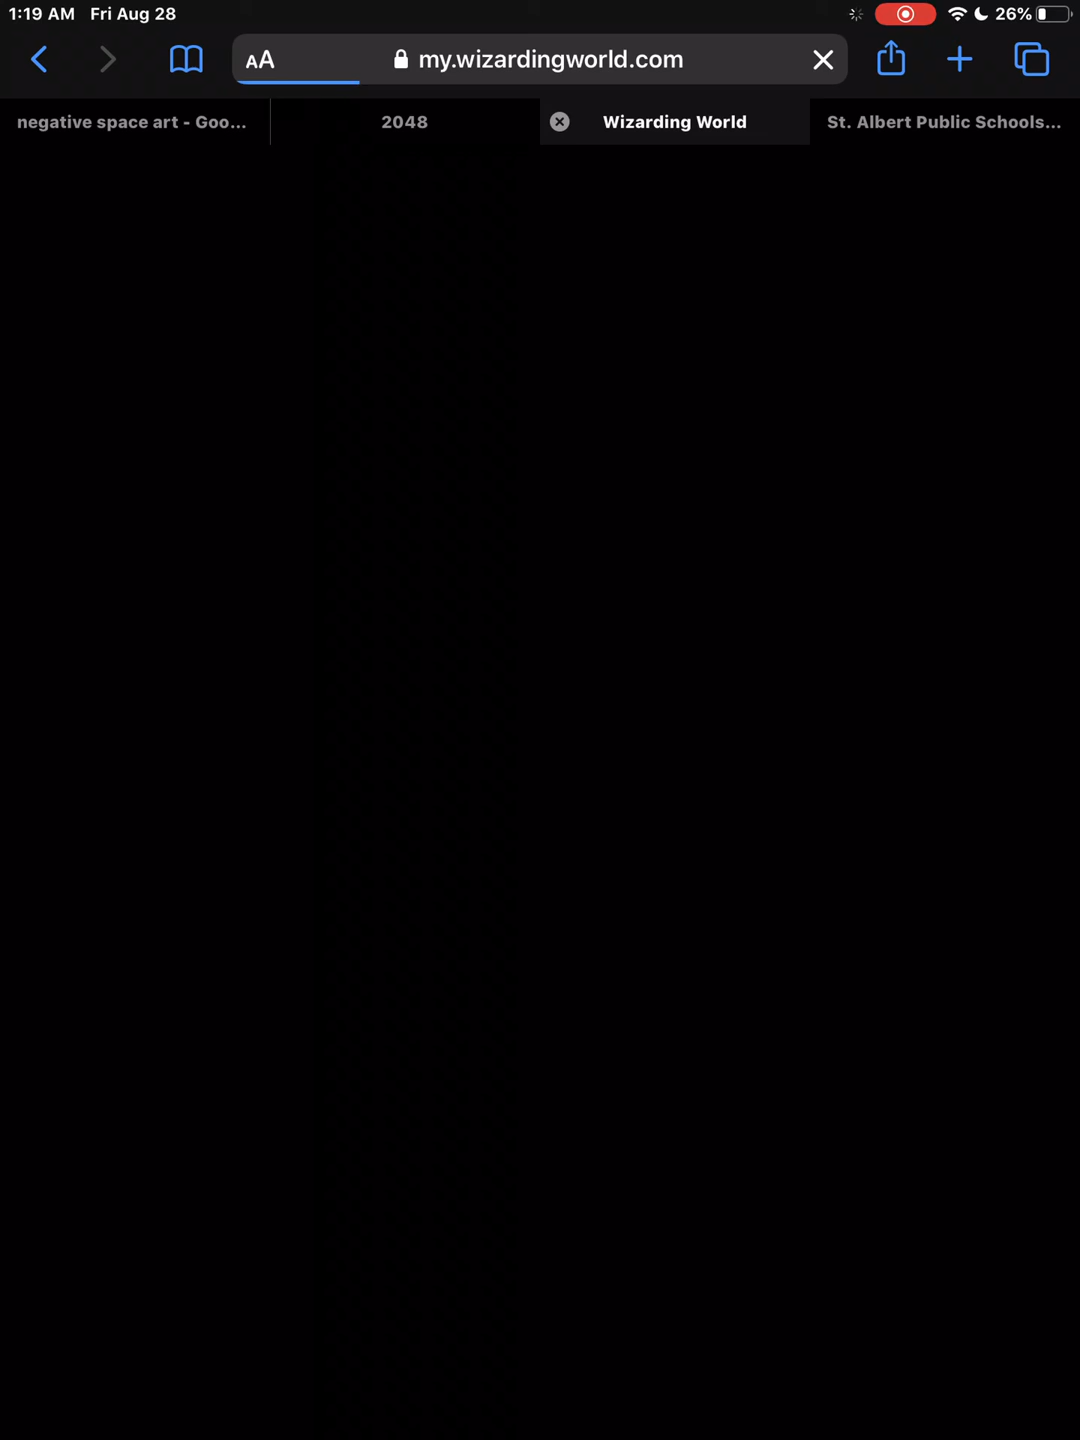 1:19 AM Fri Aug 28 26%
AA my.wizardingworld.com
negative space art - Goo... 2048 Wizarding World St. Albert Public Schools...